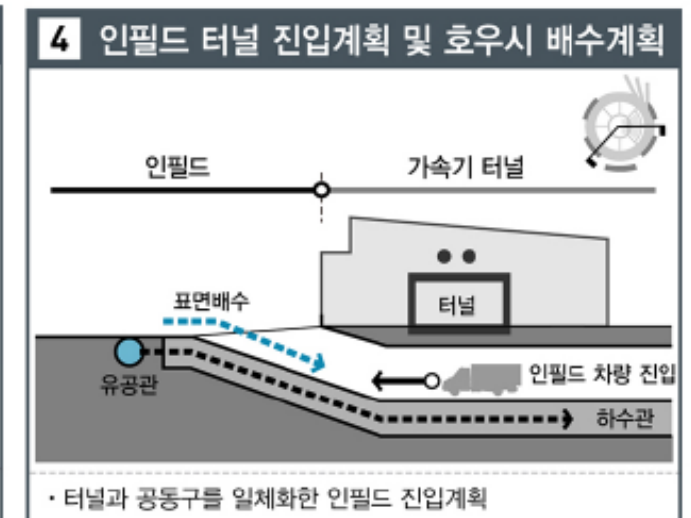 4 인필드 터널 진입계획 및 호우시 배수계획
인필드 가속기 터널
표면배수
터널
유공관
인필드 차량 진입
하수관
· 터널과 공동구를 일체화한 인필드 진입계획